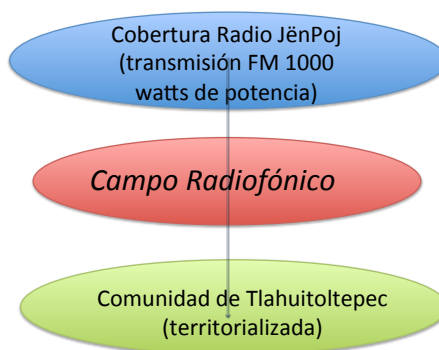 Cobertura Radio JënPoj
(transmisión FM 1000
watts de potencia)
Campo Radiofónico
Comunidad de Tlahuitoltepec
(territorializada)